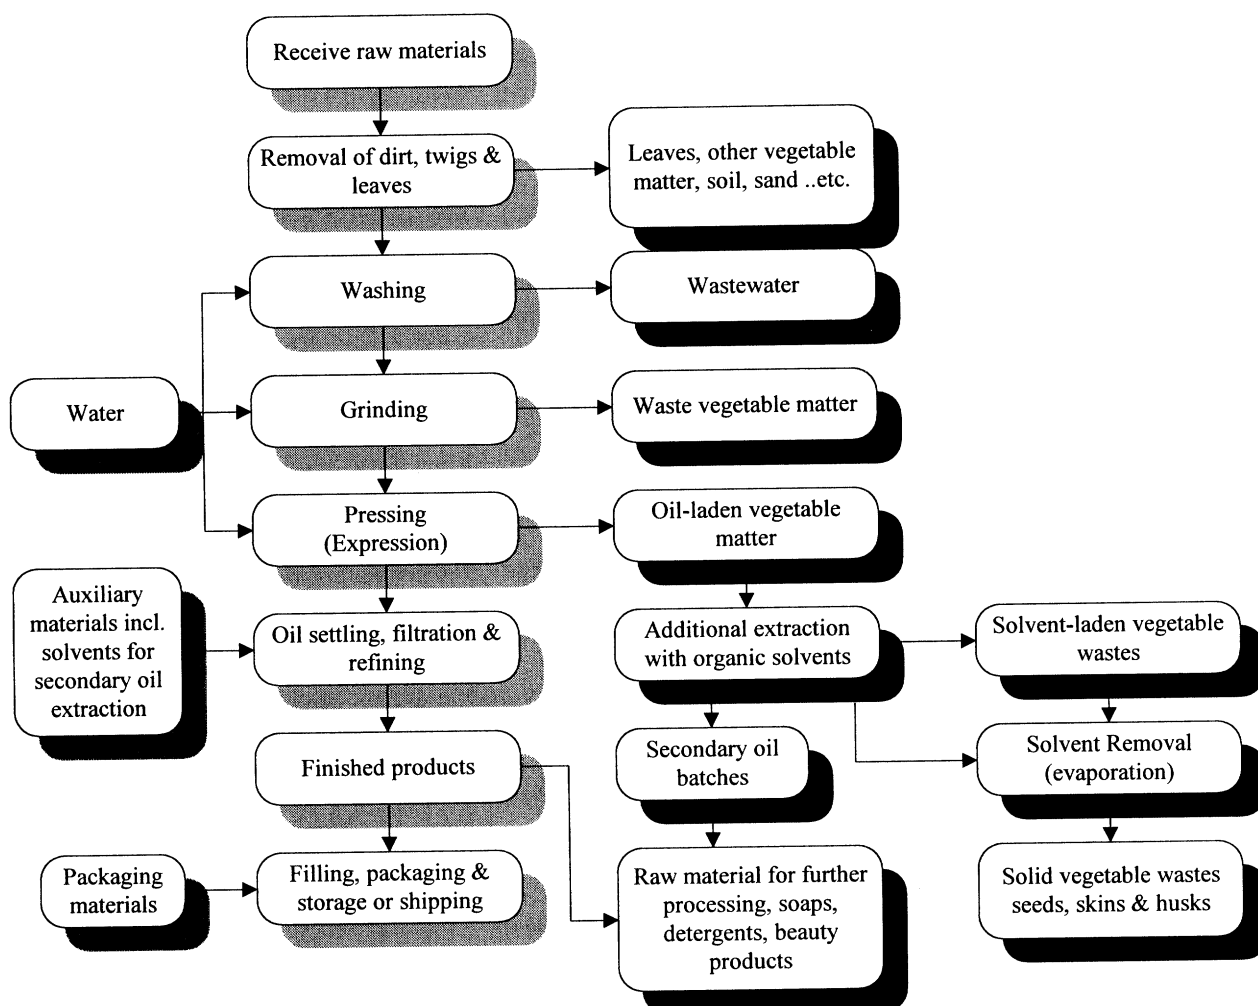 Receive raw materials
Removal of dirt, twigs &
leaves
Leaves, other vegetable
matter, soil, sand ..etc.
Washing
Wastewater
Water
Grinding
Waste vegetable matter
Pressing
(Expression)
Oil-laden vegetable
matter
Auxiliary
materials incl.
solvents for
secondary oil
extraction
Oil settling, filtration &
refining
Additional extraction
with organic solvents
Solvent-laden vegetable
wastes
Finished products
Secondary oil
batches
Solvent Removal
(evaporation)
Packaging
materials
Filling, packaging &
storage or shipping
Raw material for further
processing, soaps,
detergents, beauty
products
Solid vegetable wastes
seeds, skins & husks